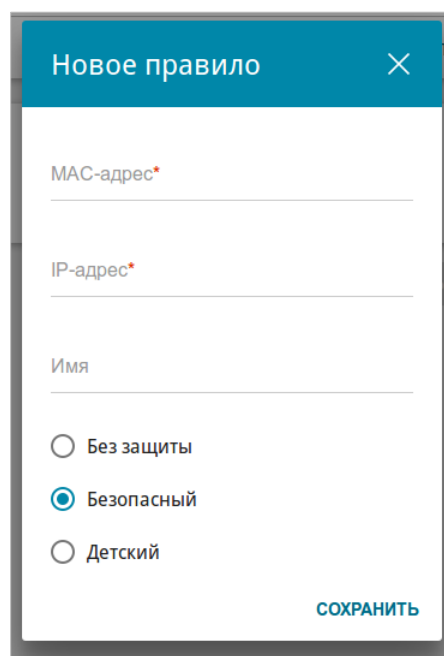 Новое правило
MAC-адрес*
IP-адрес*
Имя
Без защиты
Безопасный
Детский
СОХРАНИТЬ